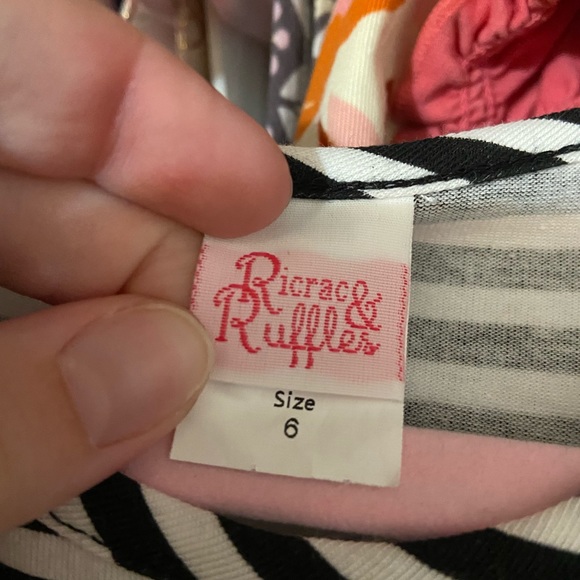 Ricrac &
Ruffles
Size
6